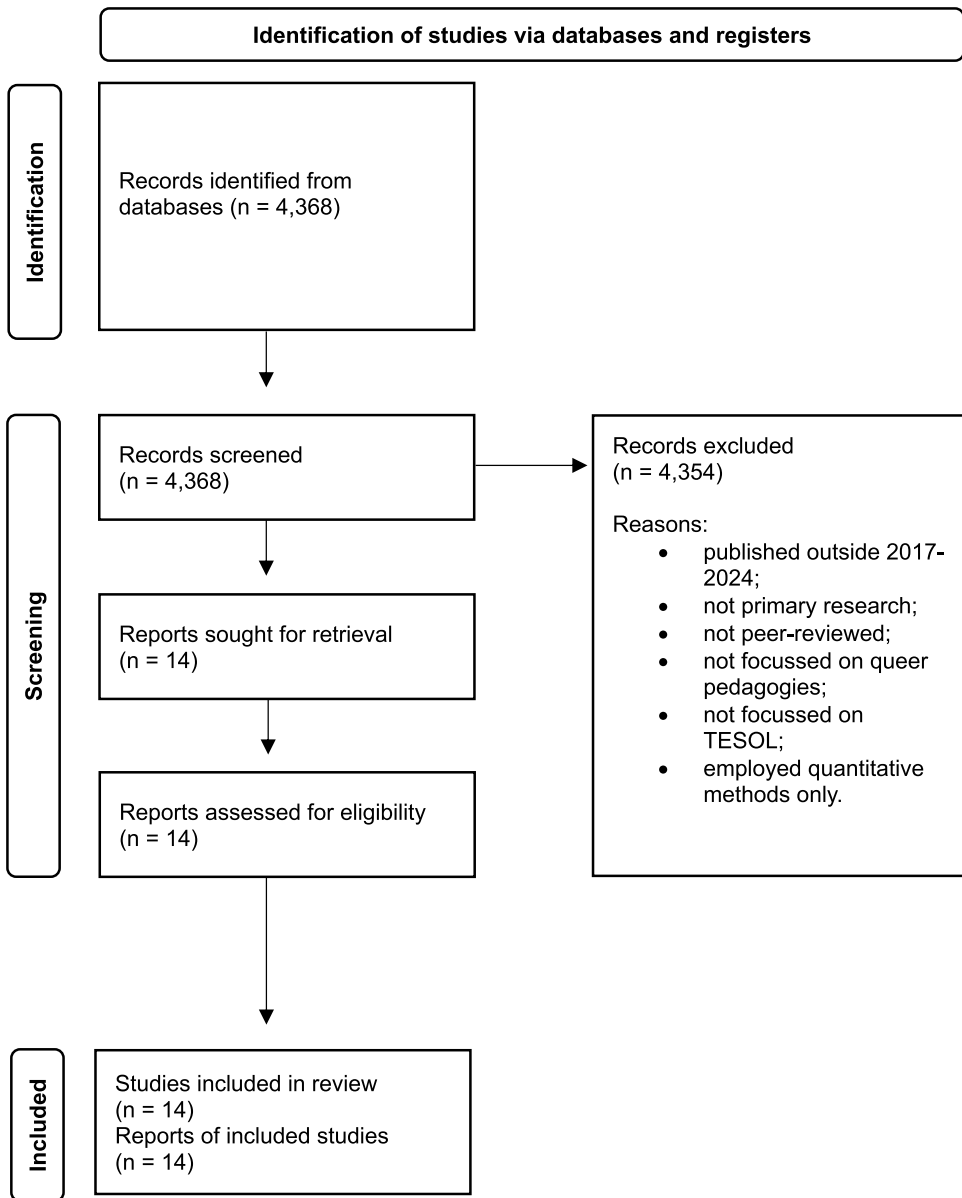 Identification of studies via databases and registers
Identification
Records identified from
databases (n = 4,368)
Screening
Records screened
(n = 4,368)
Records excluded
(n = 4,354)
Reasons:
• published outside 2017-
2024;
• not primary research;
• not peer-reviewed;
• not focussed on queer
pedagogies;
• not focussed on
TESOL;
• employed quantitative
methods only.
Reports sought for retrieval
(n = 14)
Reports assessed for eligibility
(n = 14)
Included
Studies included in review
(n = 14)
Reports of included studies
(n = 14)